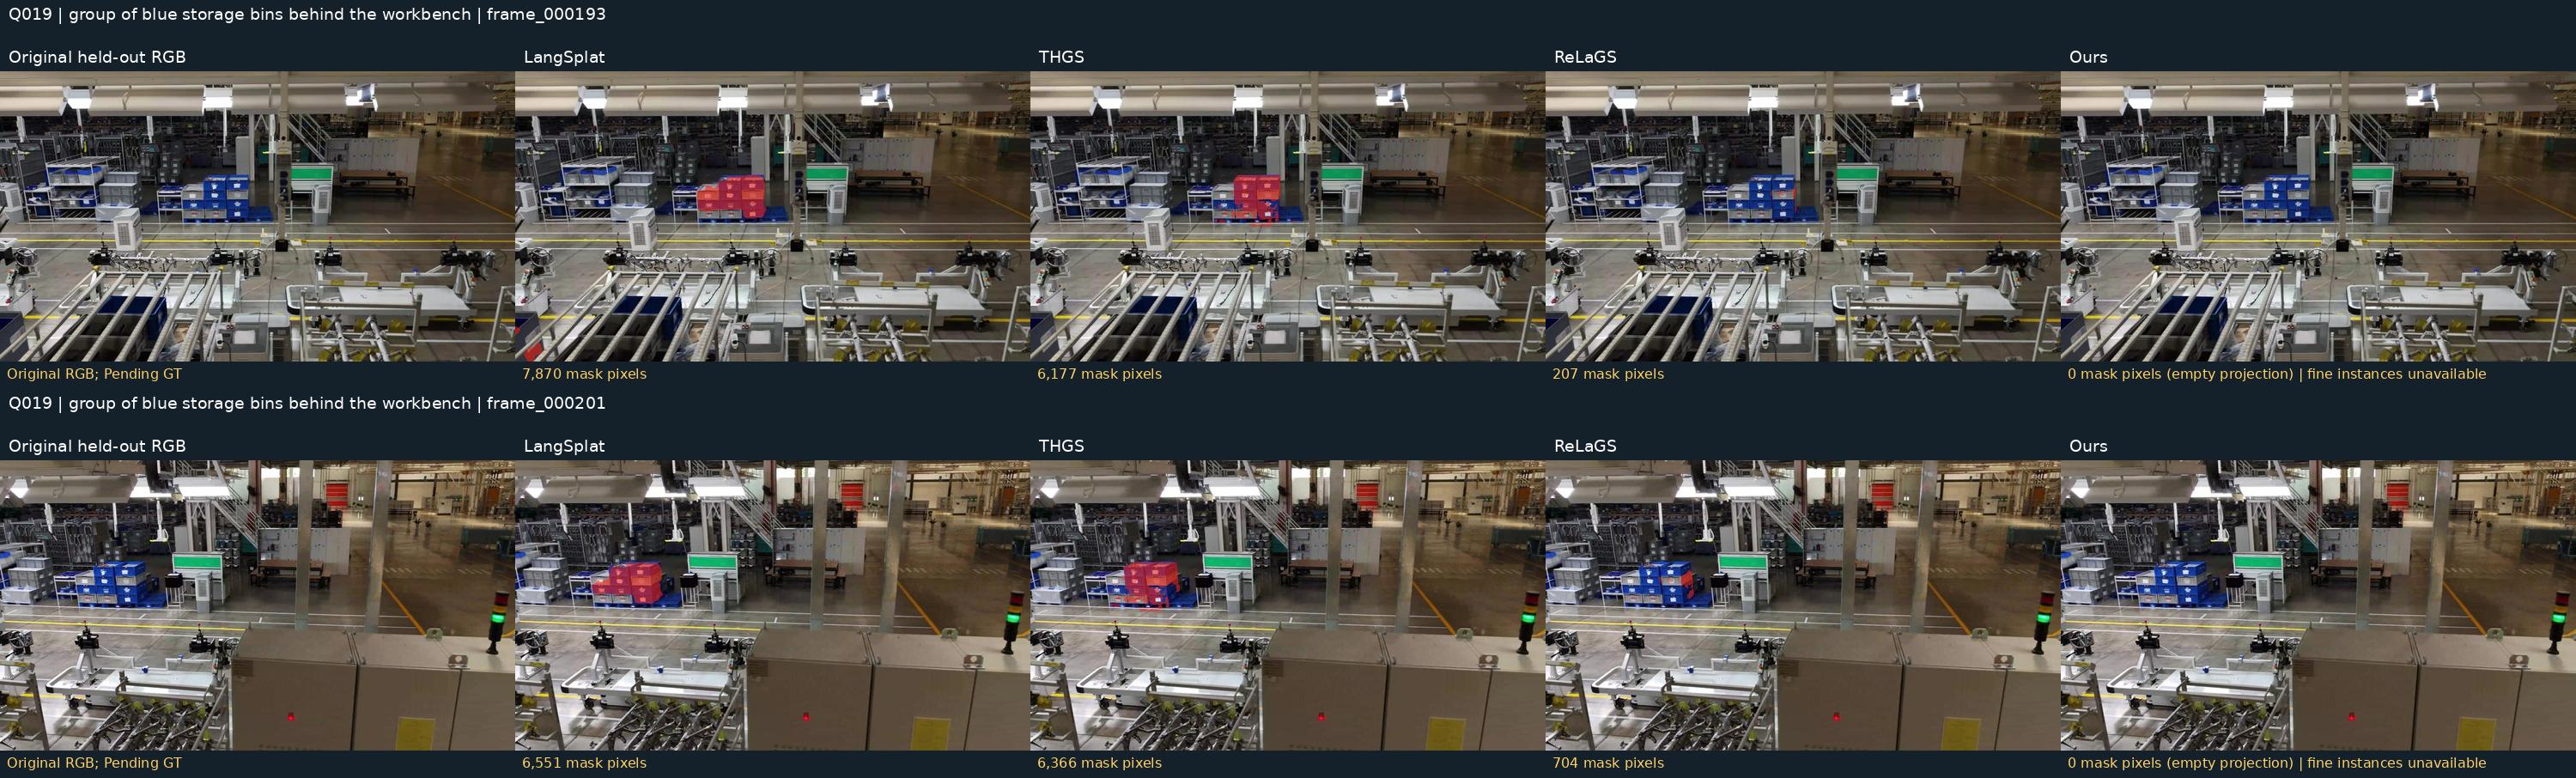 Q019 | group of blue storage bins behind the workbench | frame_000193
Original held-out RGB
LangSplat
THGS
ReLaGS
Ours
Original RGB; Pending GT
7,870 mask pixels
6,177 mask pixels
207 mask pixels
0 mask pixels (empty projection) | fine instances unavailable
Q019 | group of blue storage bins behind the workbench | frame_000201
Original held-out RGB
LangSplat
THGS
ReLaGS
Ours
Original RGB; Pending GT
6,551 mask pixels
6,366 mask pixels
704 mask pixels
0 mask pixels (empty projection) | fine instances unavailable